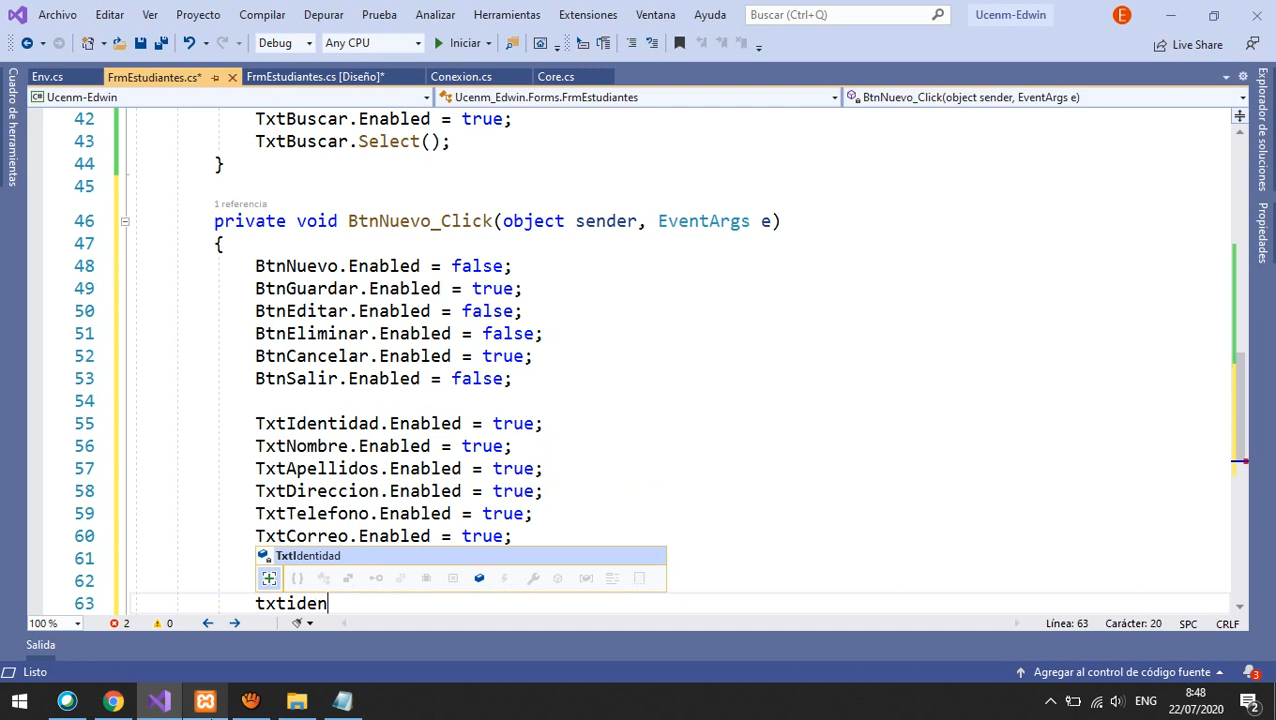 Archivo Editar Ver Proyecto Compilar Depurar Prueba Analizar Herramientas Extensiones Ventana Ayuda Buscar (Ctrl+Q) Ucenm-Edwin E
Debug Any CPU Iniciar Live Share
Env.cs FrmEstudiantes.cs* FrmEstudiantes.cs [Diseño]* Conexion.cs Core.cs
Ucenm-Edwin Ucenm_Edwin.Forms.FrmEstudiantes BtnNuevo_Click(object sender, EventArgs e)
Cuadro de herramientas
Explorador de soluciones
Propiedades
42 TxtBuscar.Enabled = true;
43 TxtBuscar.Select();
44 }
45
1 referencia
46 private void BtnNuevo_Click(object sender, EventArgs e)
47 {
48 BtnNuevo.Enabled = false;
49 BtnGuardar.Enabled = true;
50 BtnEditar.Enabled = false;
51 BtnEliminar.Enabled = false;
52 BtnCancelar.Enabled = true;
53 BtnSalir.Enabled = false;
54
55 TxtIdentidad.Enabled = true;
56 TxtNombre.Enabled = true;
57 TxtApellidos.Enabled = true;
58 TxtDireccion.Enabled = true;
59 TxtTelefono.Enabled = true;
60 TxtCorreo.Enabled = true;
61 TxtIdentidad
62
63 txtiden
100 % 2 0 Línea: 63 Carácter: 20 SPC CRLF
Salida
Listo Agregar al control de código fuente 3
ENG 8:48 22/07/2020 2